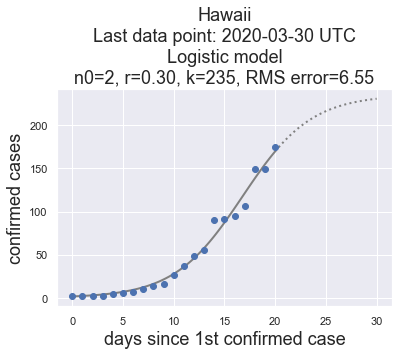 Hawaii
Last data point: 2020-03-30 UTC
Logistic model
n0=2, r=0.30, k=235, RMS error=6.55
confirmed cases
200
150
100
50
0
0 5 10 15 20 25 30
days since 1st confirmed case